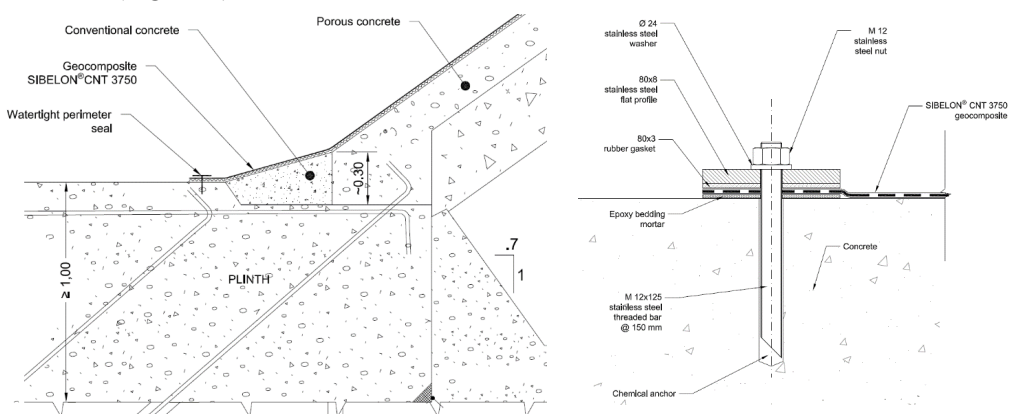 Conventional concrete
Porous concrete
Geocomposite
SIBELON®CNT 3750
Watertight perimeter
seal
~0.30
≥ 1,00
PLINTH
.7
1
Ø 24
stainless steel
washer
M 12
stainless
steel nut
80x8
stainless steel
flat profile
SIBELON® CNT 3750
geocomposite
80x3
rubber gasket
Epoxy bedding
mortar
Concrete
M 12x125
stainless steel
threaded bar
@ 150 mm
Chemical anchor